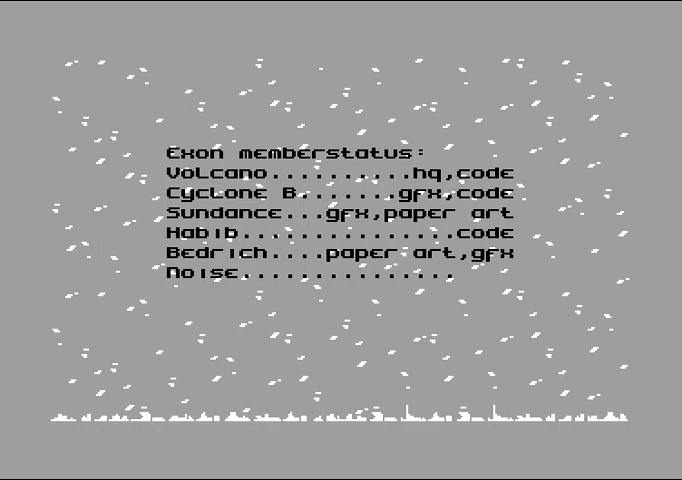 Exon memberstatus:
Volcano..........hq,code
Cyclone B.......gfx,code
Sundance...gfx,paper art
Habib...............code
Bedrich....paper art,gfx
Noise...............